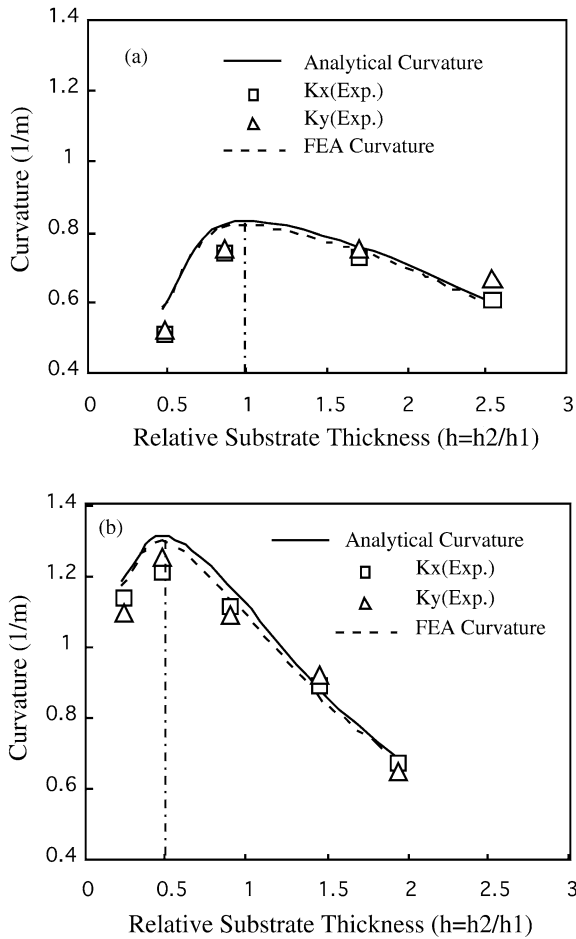 1.4
(a)
Analytical Curvature
1.2
Kx(Exp.)
Ky(Exp.)
FEA Curvature
1
0.8
0.6
0.4
Curvature (1/m)
0 0.5 1 1.5 2 2.5 3
Relative Substrate Thickness (h=h2/h1)
1.4
(b)
Analytical Curvature
1.2
Kx(Exp.)
Ky(Exp.)
FEA Curvature
1
0.8
0.6
0.4
Curvature (1/m)
0 0.5 1 1.5 2 2.5 3
Relative Substrate Thickness (h=h2/h1)